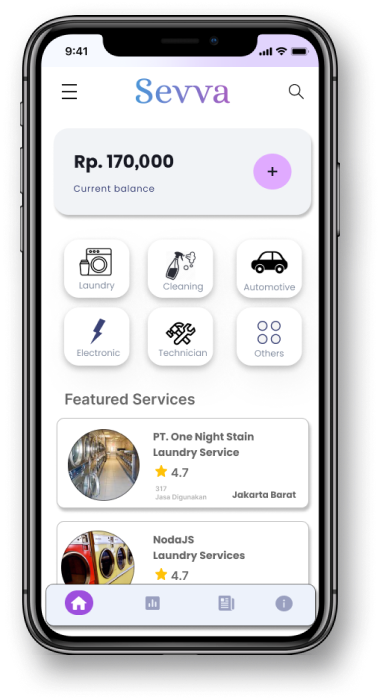 9:41
Sevva
Rp. 170,000
+
Current balance
Laundry
Cleaning
Automotive
Electronic
Technician
Others
Featured Services
PT. One Night Stain
Laundry Service
4.7
317
Jasa Digunakan
Jakarta Barat
NodaJS
Laundry Services
4.7